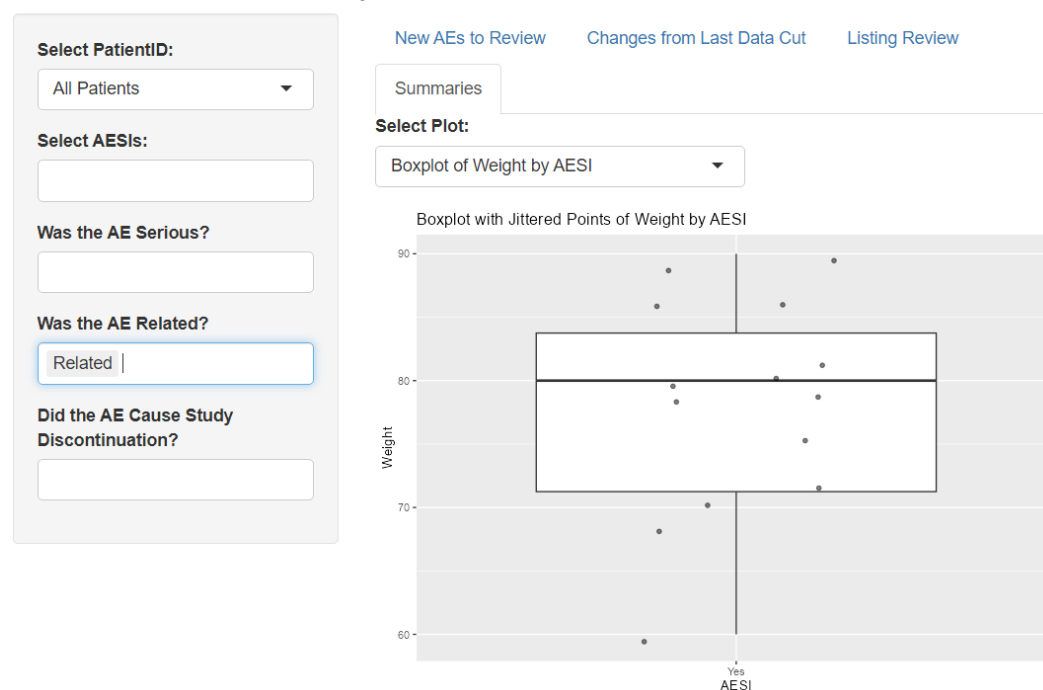 Select PatientID:
All Patients
Select AESIs:
Was the AE Serious?
Was the AE Related?
Related
Did the AE Cause Study
Discontinuation?
New AEs to Review
Changes from Last Data Cut
Listing Review
Summaries
Select Plot:
Boxplot of Weight by AESI
Boxplot with Jittered Points of Weight by AESI
90
80
70
60
Weight
Yes
AESI